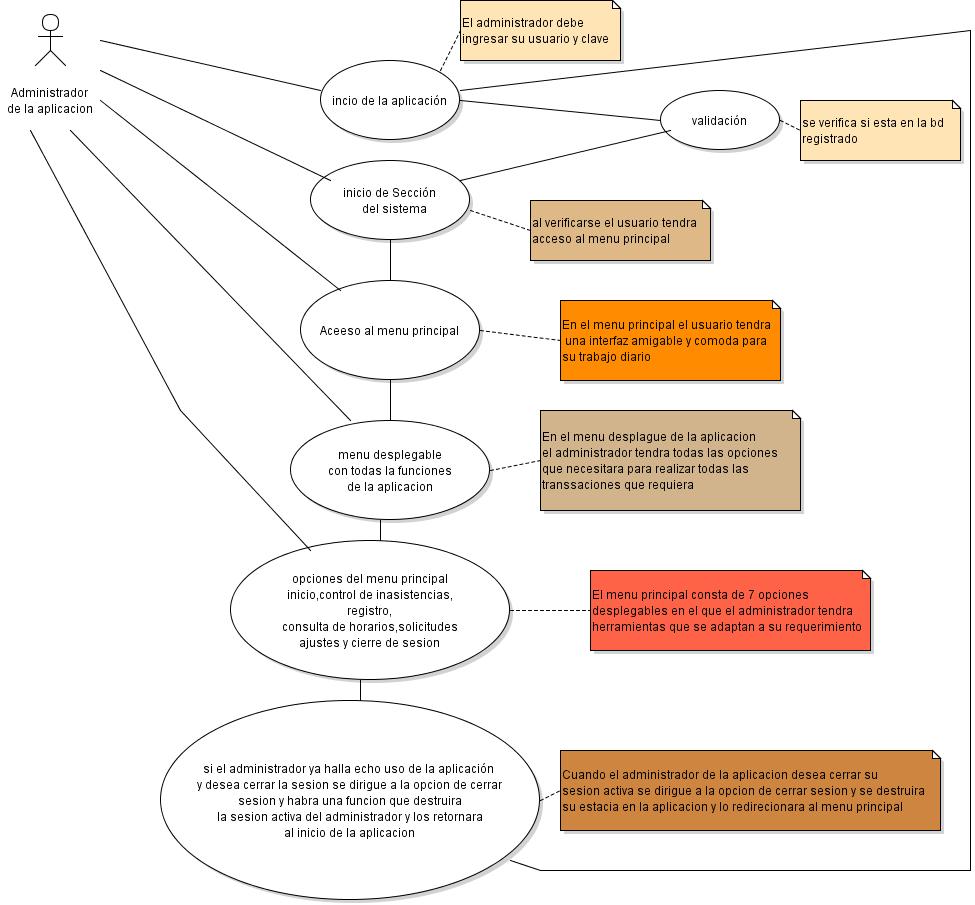 El administrador debe
ingresar su usuario y clave
Administrador
de la aplicacion
incio de la aplicación
validación
se verifica si esta en la bd
registrado
inicio de Sección
del sistema
al verificarse el usuario tendra
acceso al menu principal
Aceeso al menu principal
En el menu principal el usuario tendra
una interfaz amigable y comoda para
su trabajo diario
menu desplegable
con todas la funciones
de la aplicacion
En el menu desplague de la aplicacion
el administrador tendra todas las opciones
que necesitara para realizar todas las
transsaciones que requiera
opciones del menu principal
inicio,control de inasistencias,
registro,
consulta de horarios,solicitudes
ajustes y cierre de sesion
El menu principal consta de 7 opciones
desplegables en el que el administrador tendra
herramientas que se adaptan a su requerimiento
si el administrador ya halla echo uso de la aplicación
y desea cerrar la sesion se dirigue a la opcion de cerrar
sesion y habra una funcion que destruira
la sesion activa del administrador y los retornara
al inicio de la aplicacion
Cuando el administrador de la aplicacion desea cerrar su
sesion activa se dirigue a la opcion de cerrar sesion y se destruira
su estacia en la aplicacion y lo redirecionara al menu principal